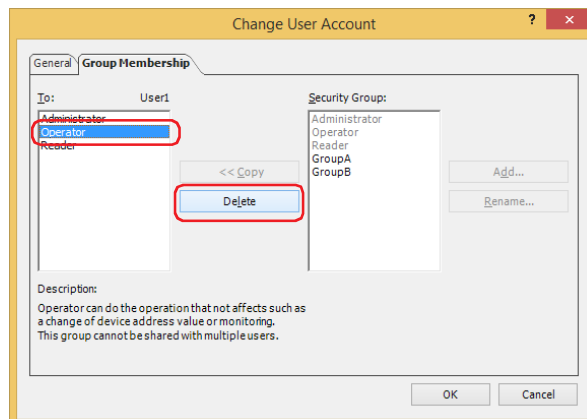 Change User Account
? ×
General Group Membership
To: User1 Security Group:
Administrator Administrator
Operator Operator
Reader Reader
GroupA
<< Copy GroupB Add...
Delete Rename...
Description:
Operator can do the operation that not affects such as
a change of device address value or monitoring.
This group cannot be shared with multiple users.
OK Cancel